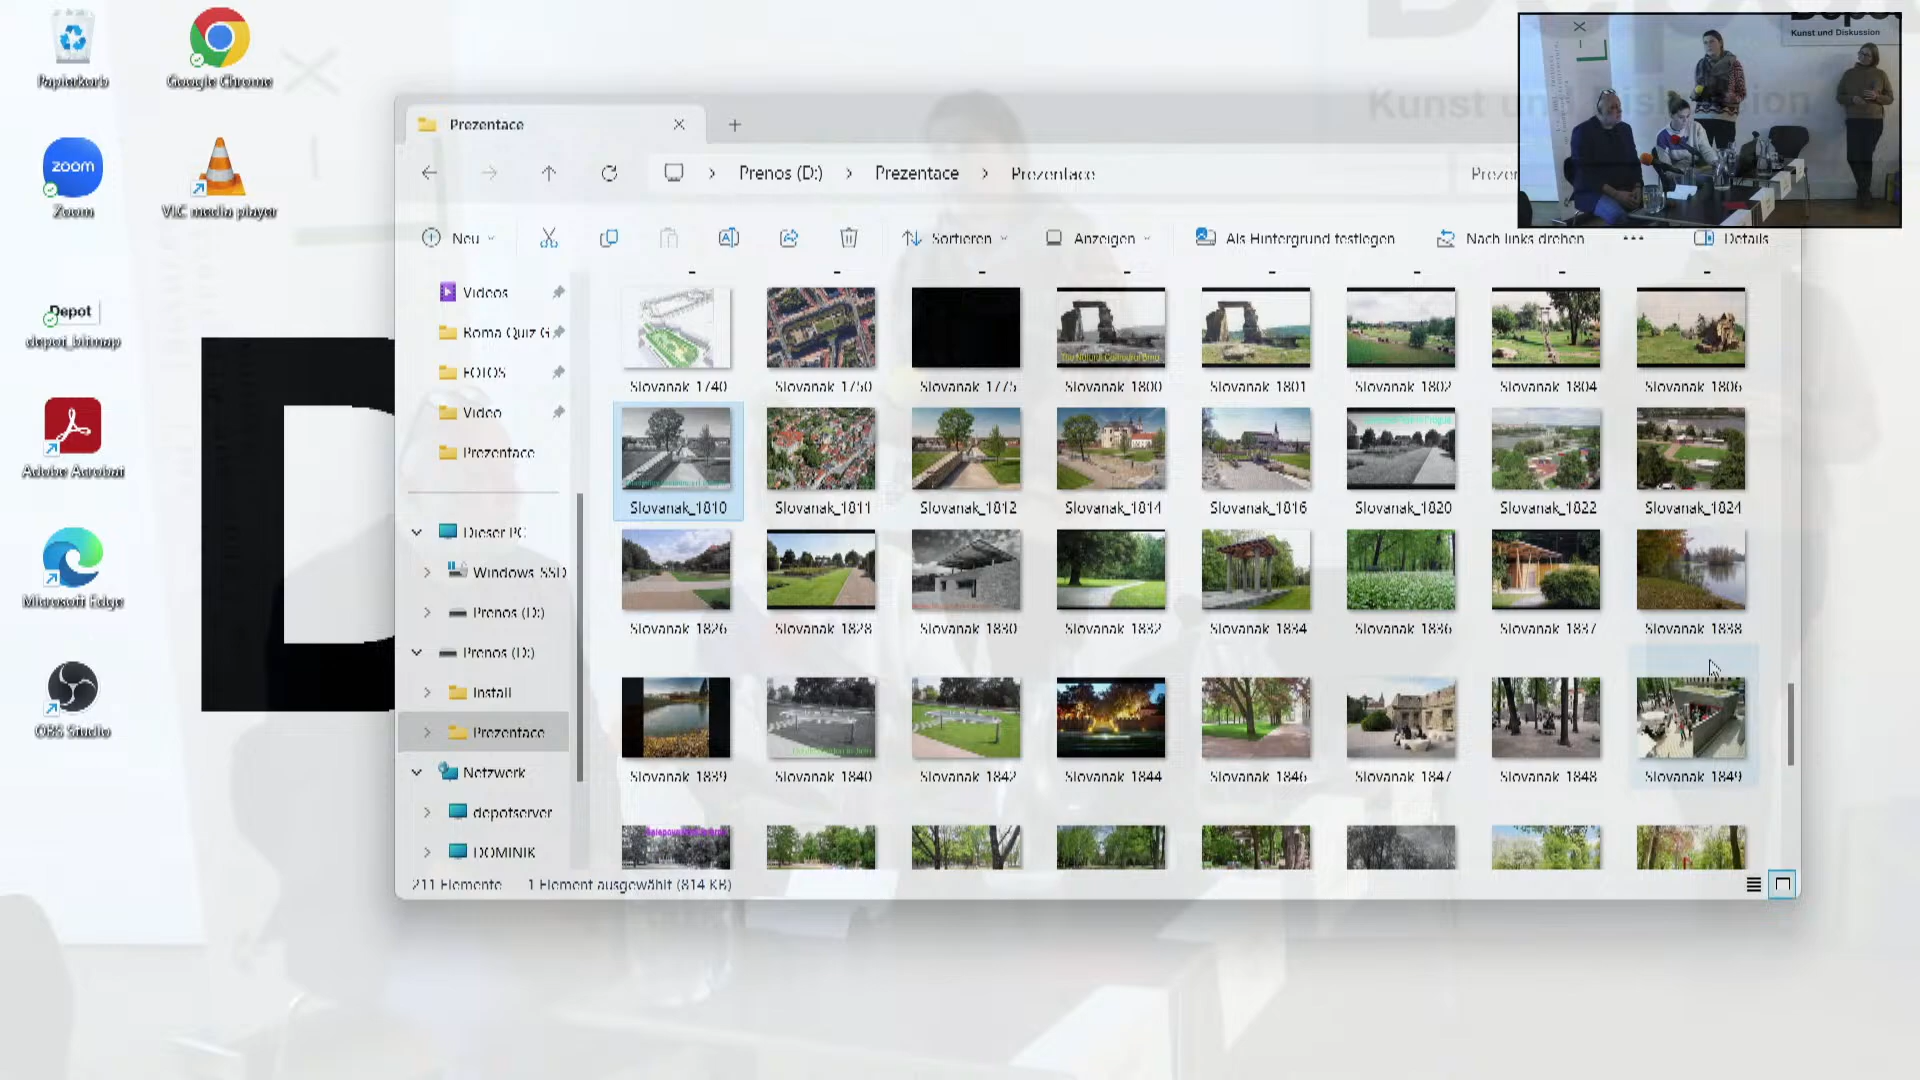 Papierkorb
Google Chrome
Zoom
VLC media player
Depot
depot_bitmap
Adobe Acrobat
Microsoft Edge
OBS Studio
zoom
Depot
Kunst und Diskussion
Prezentace
Prenos (D:)
Prezentace
Prezentace
Neu
Sortieren
Anzeigen
Als Hintergrund festlegen
Nach links drehen
Details
Videos
Roma Quiz G
FOTOS
Video
Prezentace
Dieser PC
Windows SSD
Prenos (D:)
Prenos (D:)
Install
Prezentace
Netzwerk
depotserver
DOMINIK
Slovanak_1740
Slovanak_1750
Slovanak_1775
Slovanak_1800
Slovanak_1801
Slovanak_1802
Slovanak_1804
Slovanak_1806
Slovanak_1810
Slovanak_1811
Slovanak_1812
Slovanak_1814
Slovanak_1816
Slovanak_1820
Slovanak_1822
Slovanak_1824
Slovanak_1826
Slovanak_1828
Slovanak_1830
Slovanak_1832
Slovanak_1834
Slovanak_1836
Slovanak_1837
Slovanak_1838
Slovanak_1839
Slovanak_1840
Slovanak_1842
Slovanak_1844
Slovanak_1846
Slovanak_1847
Slovanak_1848
Slovanak_1849
211 Elemente
1 Element ausgewählt (814 KB)